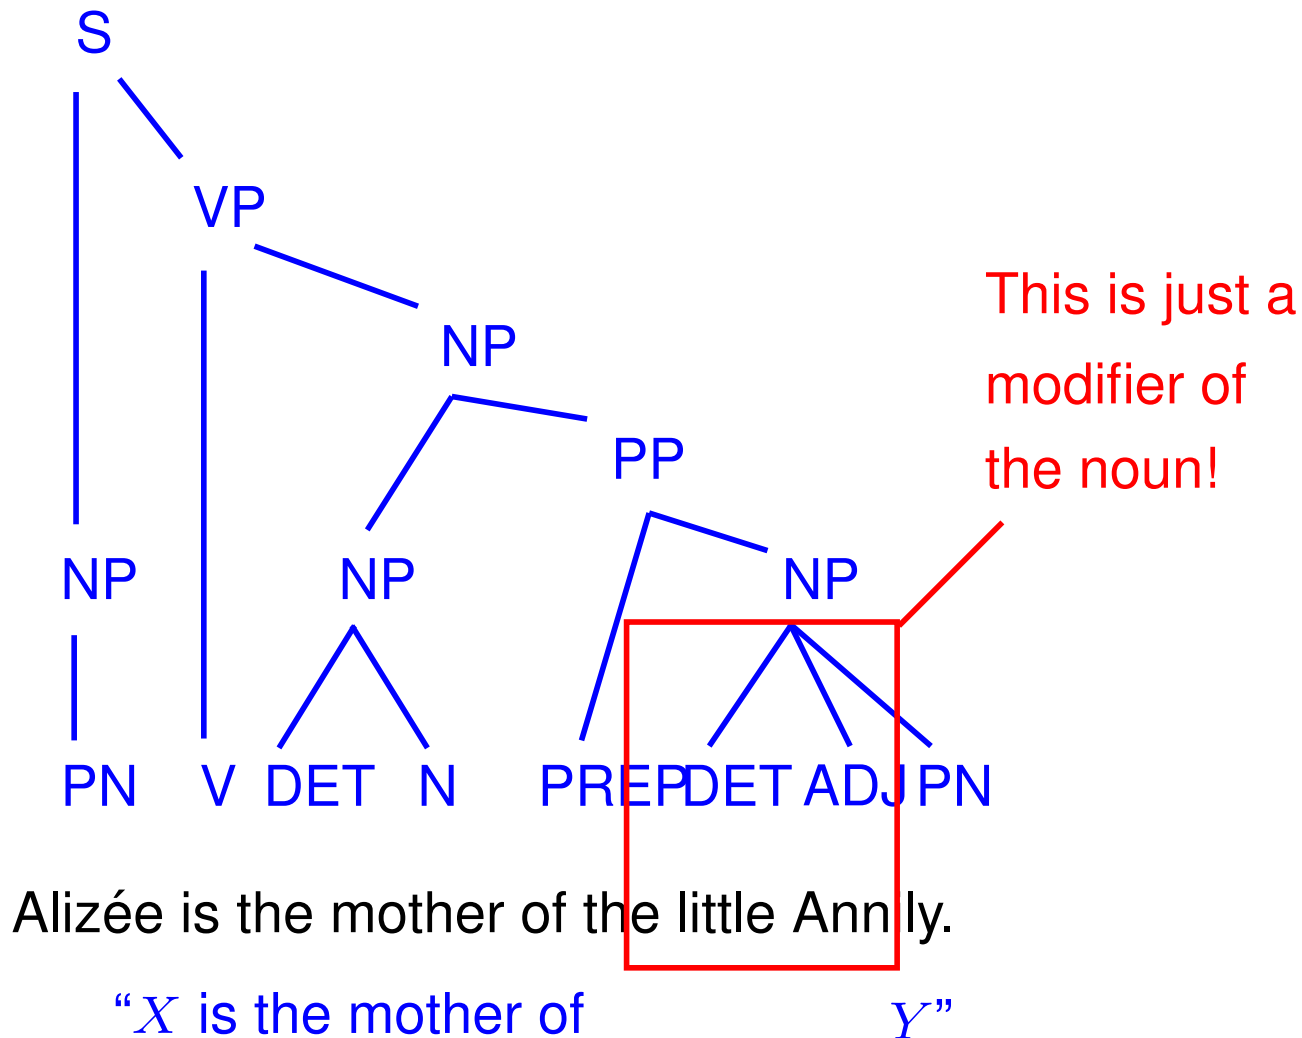 S
VP
This is just a
NP
modifier of
PP
the noun!
NP NP NP
PN V DET N PREP DET ADJ PN
Alizée is the mother of the little Annily.
“X is the mother of Y”